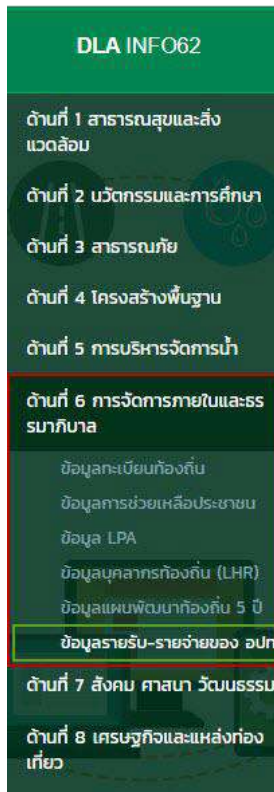 DLA INFO62
ด้านที่ 1 สาธารณสุขและสิ่ง
แวดล้อม
ด้านที่ 2 นวัตกรรมและการศึกษา
ด้านที่ 3 สาธารณภัย
ด้านที่ 4 โครงสร้างพื้นฐาน
ด้านที่ 5 การบริหารจัดการน้ำ
ด้านที่ 6 การจัดการภายในและธร
รมาภิบาล
ข้อมูลทะเบียนท้องถิ่น
ข้อมูลการช่วยเหลือประชาชน
ข้อมูล LPA
ข้อมูลบุคลากรท้องถิ่น (LHR)
ข้อมูลแผนพัฒนาท้องถิ่น 5 ปี
ข้อมูลรายรับ-รายจ่ายของ อปท
ด้านที่ 7 สังคม ศาสนา วัฒนธรรม
ด้านที่ 8 เศรษฐกิจและแหล่งท่อง
เที่ยว